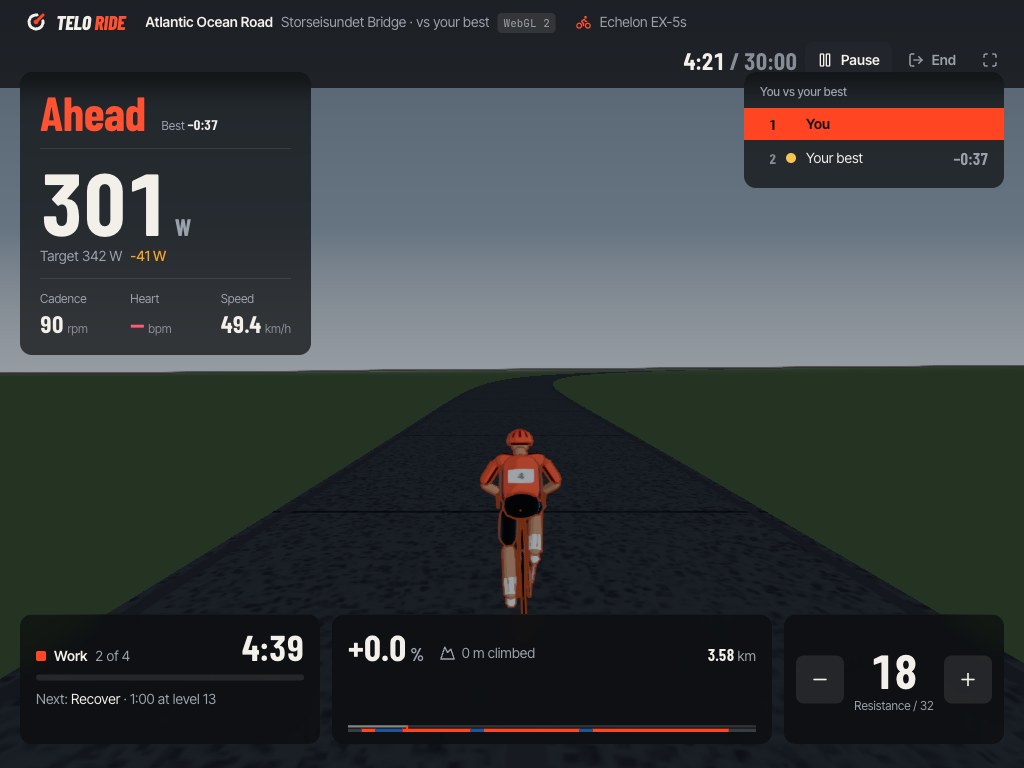 TELO RIDE Atlantic Ocean Road Storseisundet Bridge · vs your best WebGL 2 Echelon EX-5s
4:21 / 30:00 Pause End
Ahead Best −0:37
301 W
Target 342 W -41 W
Cadence Heart Speed
90 rpm — bpm 49.4 km/h
You vs your best
1 You
2 Your best −0:37
4
Work 2 of 4 4:39
Next: Recover · 1:00 at level 13
+0.0 % 0 m climbed 3.58 km
− 18 +
Resistance / 32